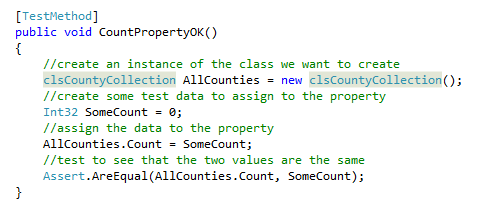 [TestMethod]
public void CountPropertyOK()
{
//create an instance of the class we want to create
clsCountyCollection AllCounties = new clsCountyCollection();
//create some test data to assign to the property
Int32 SomeCount = 0;
//assign the data to the property
AllCounties.Count = SomeCount;
//test to see that the two values are the same
Assert.AreEqual(AllCounties.Count, SomeCount);
}